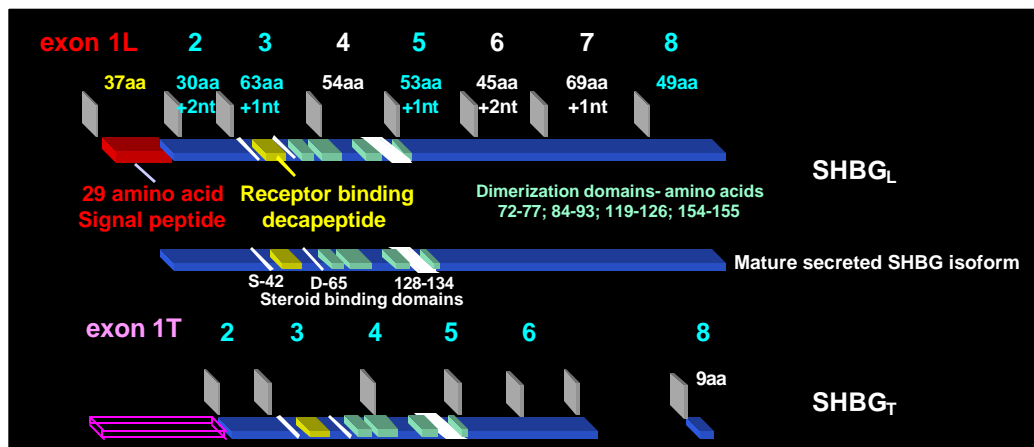 exon 1L 2 3 4 5 6 7 8
37aa 30aa 63aa 54aa 53aa 45aa 69aa 49aa
+2nt +1nt +1nt +2nt +1nt
SHBGL
29 amino acid
Signal peptide
Receptor binding
decapeptide
Dimerization domains- amino acids
72-77; 84-93; 119-126; 154-155
Mature secreted SHBG isoform
S-42 D-65 128-134
Steroid binding domains
exon 1T 2 3 4 5 6 8
9aa
SHBGT